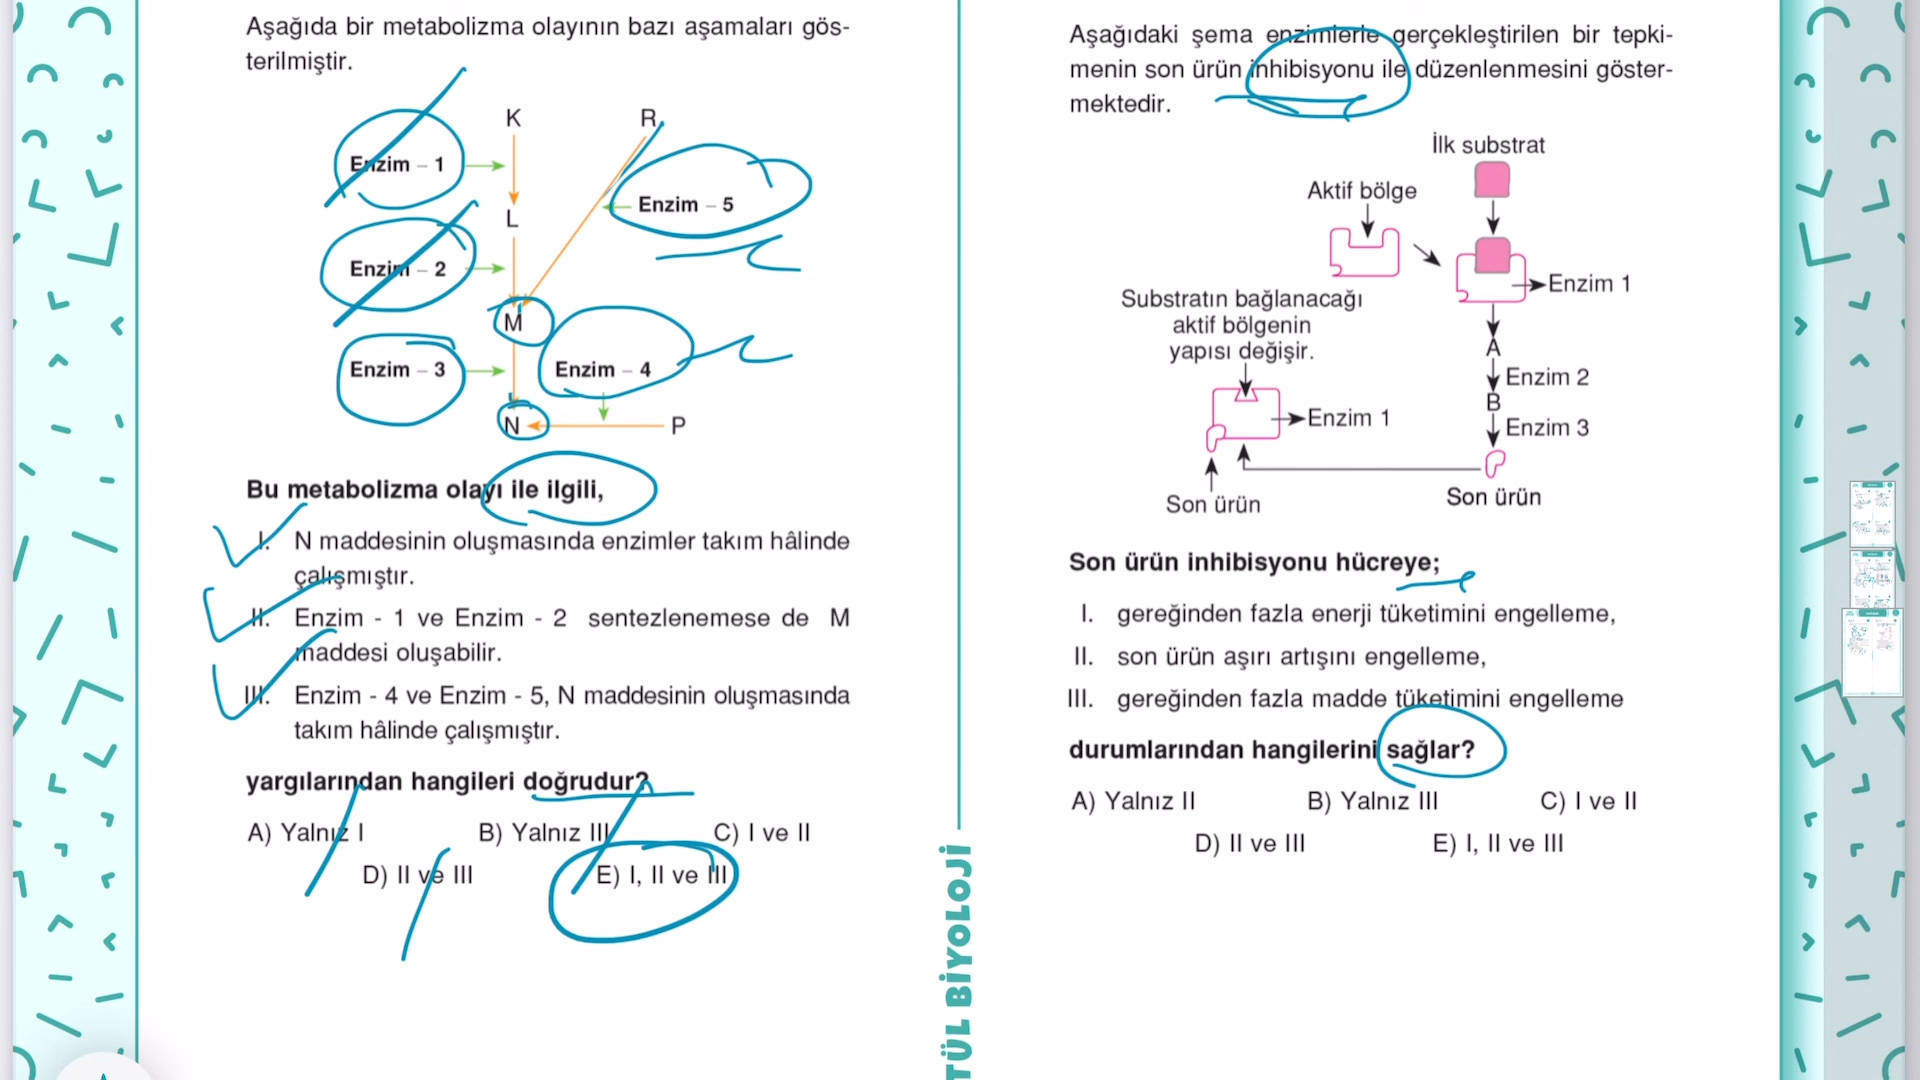 Aşağıda bir metabolizma olayının bazı aşamaları gös-
terilmiştir.
K
R
Enzim – 1
L
Enzim – 5
Enzim – 2
M
Enzim – 3
Enzim – 4
N
P
Bu metabolizma olayı ile ilgili,
I. N maddesinin oluşmasında enzimler takım hâlinde
çalışmıştır.
II. Enzim - 1 ve Enzim - 2 sentezlenemese de M
maddesi oluşabilir.
III. Enzim - 4 ve Enzim - 5, N maddesinin oluşmasında
takım hâlinde çalışmıştır.
yargılarından hangileri doğrudur?
A) Yalnız I B) Yalnız III C) I ve II
D) II ve III E) I, II ve III
TÜL BİYOLOJİ
Aşağıdaki şema enzimlerle gerçekleştirilen bir tepki-
menin son ürün inhibisyonu ile düzenlenmesini göster-
mektedir.
İlk substrat
Aktif bölge
Enzim 1
Substratın bağlanacağı
aktif bölgenin
yapısı değişir.
A
Enzim 2
B
Enzim 1
Enzim 3
Son ürün
Son ürün
Son ürün inhibisyonu hücreye;
I. gereğinden fazla enerji tüketimini engelleme,
II. son ürün aşırı artışını engelleme,
III. gereğinden fazla madde tüketimini engelleme
durumlarından hangilerini sağlar?
A) Yalnız II B) Yalnız III C) I ve II
D) II ve III E) I, II ve III